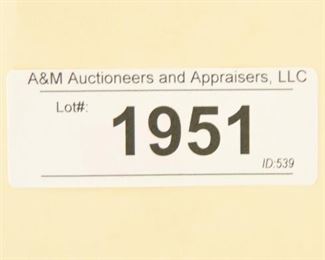 A&M Auctioneers and Appraisers, LLC
Lot#:
1951
ID:539